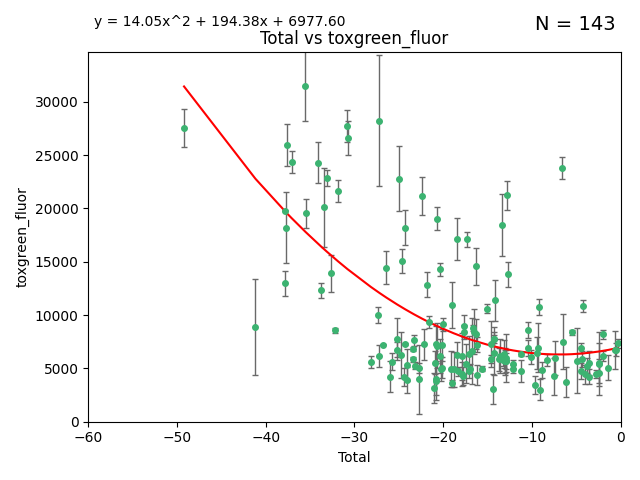 y = 14.05x^2 + 194.38x + 6977.60
N = 143
Total vs toxgreen_fluor
toxgreen_fluor
30000
25000
20000
15000
10000
5000
0
−60 −50 −40 −30 −20 −10 0
Total